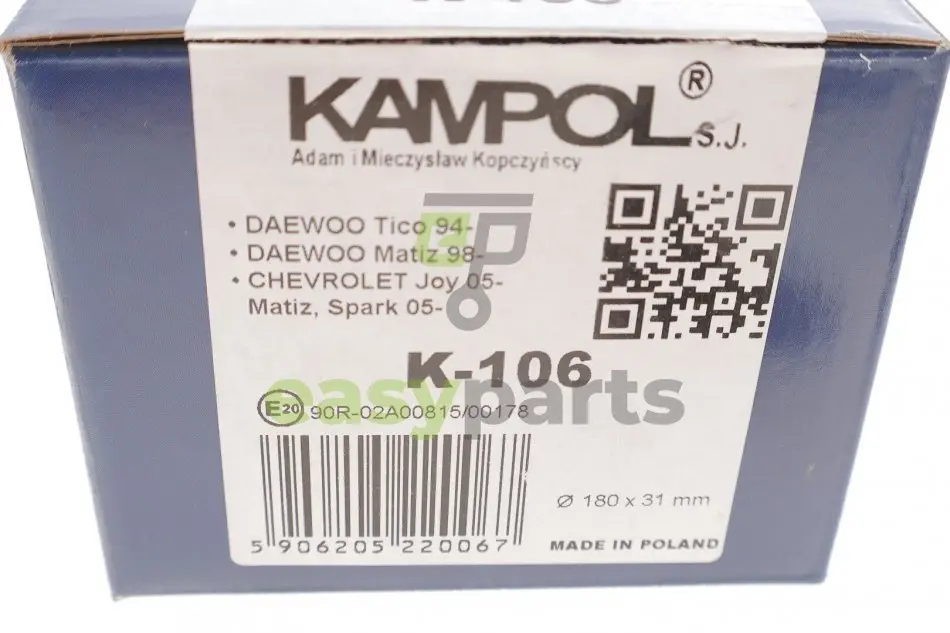 KAMPOL® S.J.
Adam i Mieczysław Kopczyńscy
• DAEWOO Tico 94-
• DAEWOO Matiz 98-
• CHEVROLET Joy 05-
Matiz, Spark 05-
K-106
easyparts
E20 90R-02A00815/00178
Ø 180 x 31 mm
5 906205 220067
MADE IN POLAND